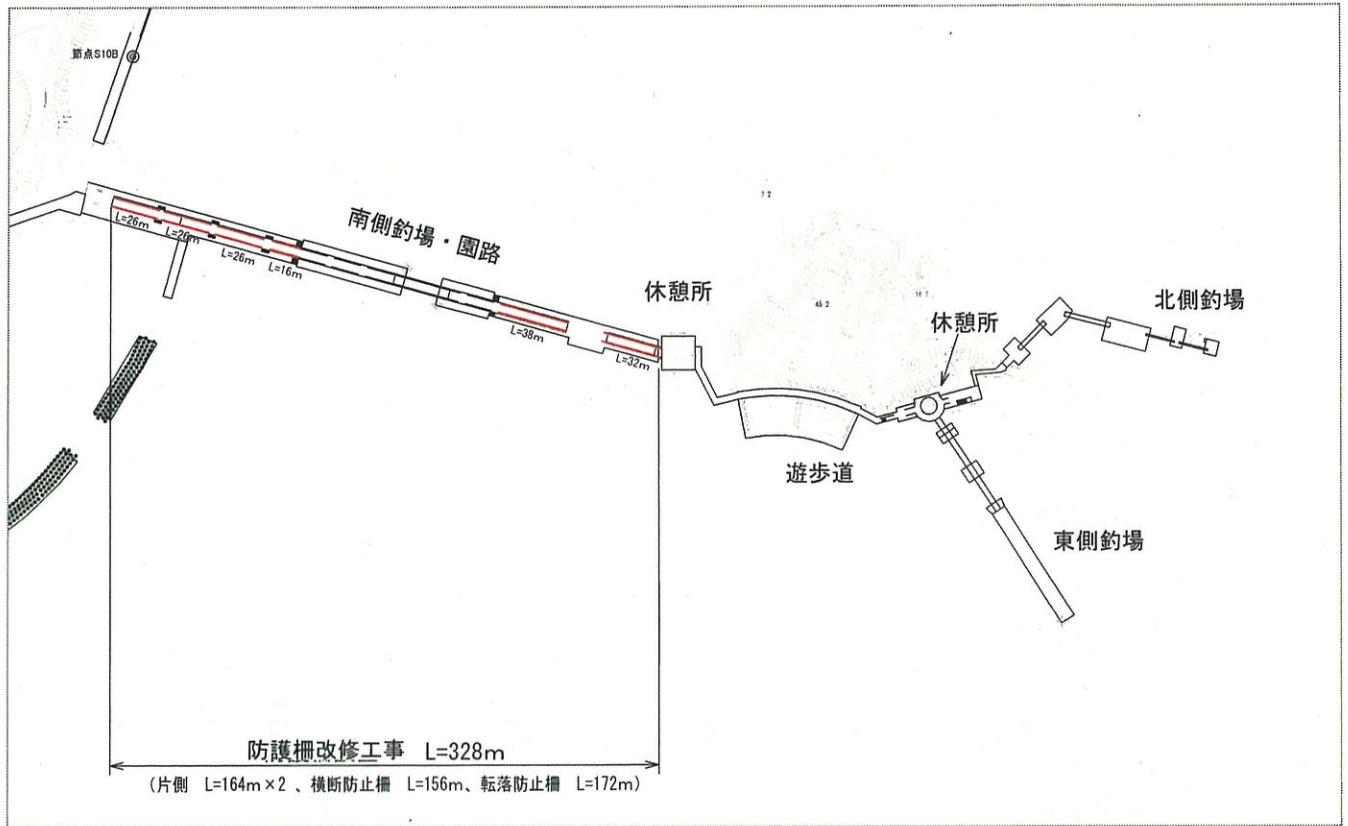 節点S10B
12
南側釣場・園路
L=26m
L=26m
L=26m
L=16m
休憩所
45.2
北側釣場
休憩所
L=38m
L=32m
遊歩道
東側釣場
防護柵改修工事 L=328m
(片側 L=164m×2 、横断防止柵 L=156m、転落防止柵 L=172m)